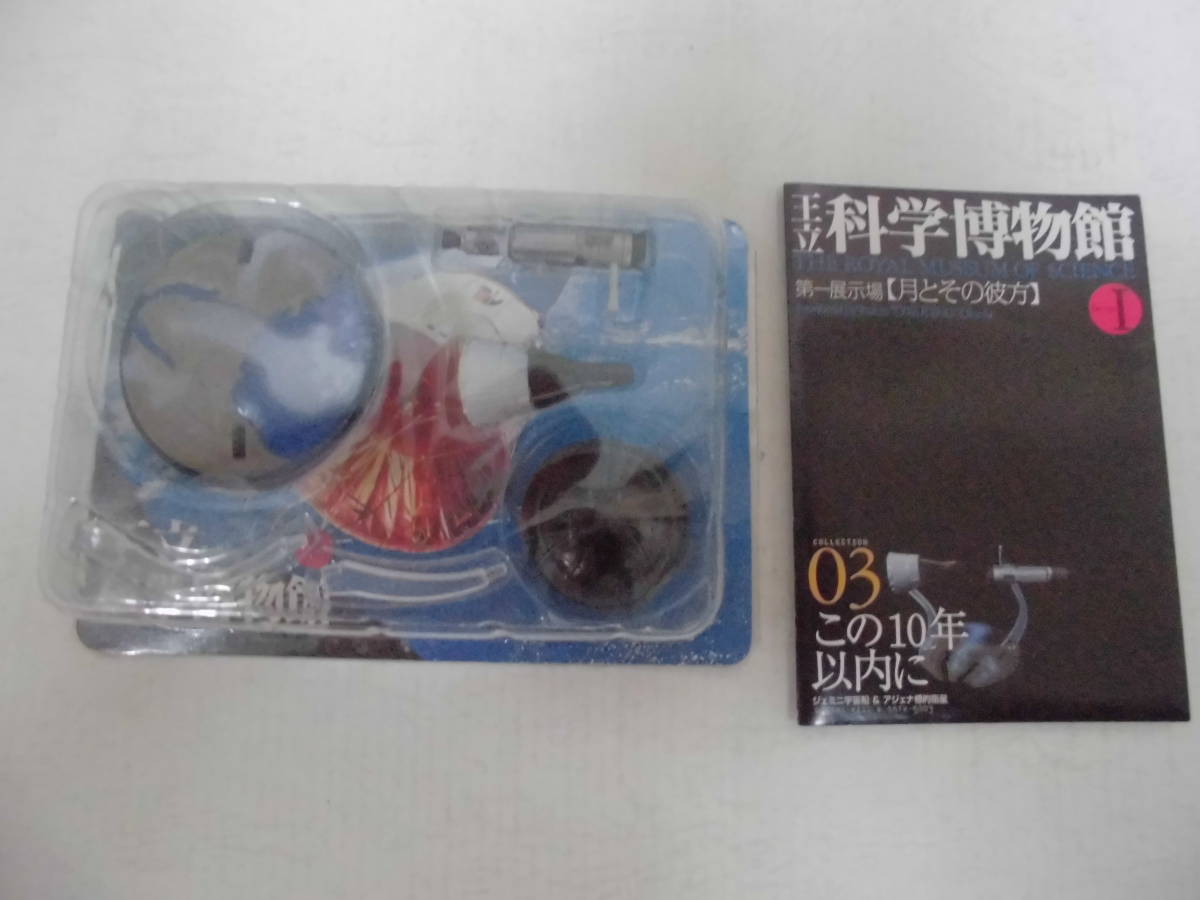 王立科学博物館
THE ROYAL MUSEUM OF SCIENCE
第一展示場【月とその彼方】
I
COLLECTION
03
この10年
以内に
ジェミニ宇宙船 & アジェナ標的衛星
物館